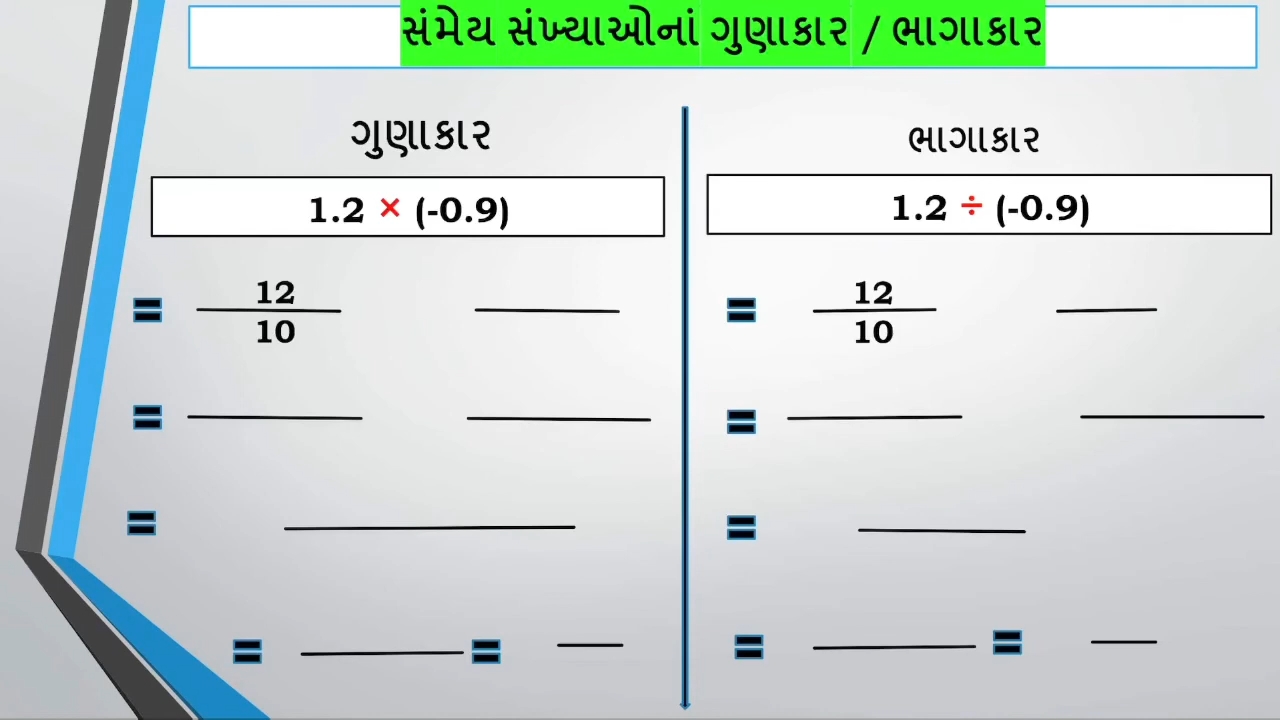 સંમેય સંખ્યાઓનાં ગુણાકાર / ભાગાકાર
ગુણાકાર
1.2 × (-0.9)
= 12/10
=
=
= =
ભાગાકાર
1.2 ÷ (-0.9)
= 12/10
=
=
= =